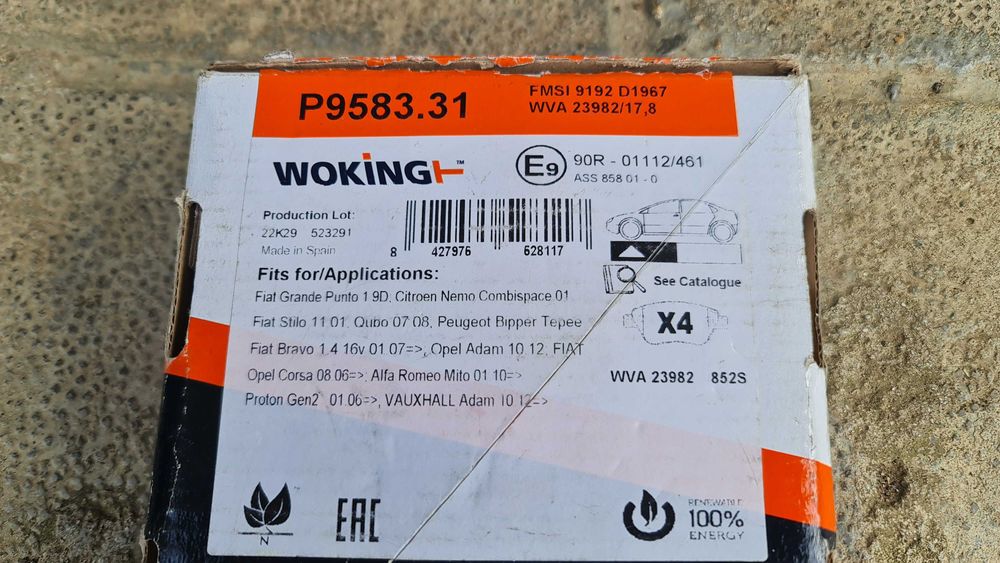 P9583.31
FMSI 9192 D1967
WVA 23982/17,8
WOKING™
E9
90R - 01112/461
ASS 858 01 - 0
Production Lot:
22K29 523291
Made in Spain
8 427976 628117
Fits for/Applications:
See Catalogue
Fiat Grande Punto 1 9D, Citroen Nemo Combispace 01
Fiat Stilo 11 01, Qubo 07 08, Peugeot Bipper Tepee
X4
Fiat Bravo 1.4 16v 01.07=>, Opel Adam 10 12, FIAT
Opel Corsa 08.06=>, Alfa Romeo Mito 01 10=>
WVA 23982 852S
Proton Gen2 01.06=>, VAUXHALL Adam 10 12=>
N
EAC
RENEWABLE
100%
ENERGY